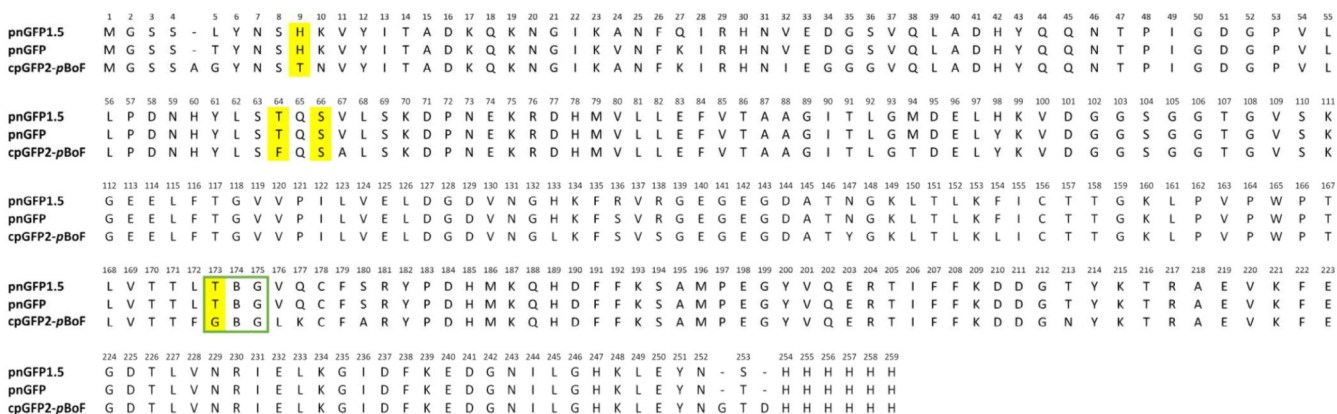 1 2 3 4 5 6 7 8 9 10 11 12 13 14 15 16 17 18 19 20 21 22 23 24 25 26 27 28 29 30 31 32 33 34 35 36 37 38 39 40 41 42 43 44 45 46 47 48 49 50 51 52 53 54 55
pnGFP1.5 M G S S - L Y N S H K V Y I T A D K Q K N G I K A N F Q I R H N V E D G S V Q L A D H Y Q Q N T P I G D G P V L
pnGFP M G S S - T Y N S H K V Y I T A D K Q K N G I K V N F K I R H N V E D G S V Q L A D H Y Q Q N T P I G D G P V L
cpGFP2-pBoF M G S S A G Y N S T N V Y I T A D K Q K N G I K A N F K I R H N I E G G G V Q L A D H Y Q Q N T P I G D G P V L
56 57 58 59 60 61 62 63 64 65 66 67 68 69 70 71 72 73 74 75 76 77 78 79 80 81 82 83 84 85 86 87 88 89 90 91 92 93 94 95 96 97 98 99 100 101 102 103 104 105 106 107 108 109 110 111
pnGFP1.5 L P D N H Y L S T Q S V L S K D P N E K R D H M V L L E F V T A A G I T L G M D E L H K V D G G S G G T G V S K
pnGFP L P D N H Y L S T Q S V L S K D P N E K R D H M V L L E F V T A A G I T L G M D E L Y K V D G G S G G T G V S K
cpGFP2-pBoF L P D N H Y L S F Q S A L S K D P N E K R D H M V L L E F V T A A G I T L G T D E L Y K V D G G S G G T G V S K
112 113 114 115 116 117 118 119 120 121 122 123 124 125 126 127 128 129 130 131 132 133 134 135 136 137 138 139 140 141 142 143 144 145 146 147 148 149 150 151 152 153 154 155 156 157 158 159 160 161 162 163 164 165 166 167
pnGFP1.5 G E E L F T G V V P I L V E L D G D V N G H K F R V R G E G E G D A T N G K L T L K F I C T T G K L P V P W P T
pnGFP G E E L F T G V V P I L V E L D G D V N G H K F S V R G E G E G D A T N G K L T L K F I C T T G K L P V P W P T
cpGFP2-pBoF G E E L F T G V V P I L V E L D G D V N G L K F S V S G E G E G D A T Y G K L T L K L I C T T G K L P V P W P T
168 169 170 171 172 173 174 175 176 177 178 179 180 181 182 183 184 185 186 187 188 189 190 191 192 193 194 195 196 197 198 199 200 201 202 203 204 205 206 207 208 209 210 211 212 213 214 215 216 217 218 219 220 221 222 223
pnGFP1.5 L V T T L T B G V Q C F S R Y P D H M K Q H D F F K S A M P E G Y V Q E R T I F F K D D G T Y K T R A E V K F E
pnGFP L V T T L T B G V Q C F S R Y P D H M K Q H D F F K S A M P E G Y V Q E R T I F F K D D G T Y K T R A E V K F E
cpGFP2-pBoF L V T T F G B G L K C F A R Y P D H M K Q H D F F K S A M P E G Y V Q E R T I F F K D D G N Y K T R A E V K F E
224 225 226 227 228 229 230 231 232 233 234 235 236 237 238 239 240 241 242 243 244 245 246 247 248 249 250 251 252 253 254 255 256 257 258 259
pnGFP1.5 G D T L V N R I E L K G I D F K E D G N I L G H K L E Y N - S - H H H H H H
pnGFP G D T L V N R I E L K G I D F K E D G N I L G H K L E Y N - T - H H H H H H
cpGFP2-pBoF G D T L V N R I E L K G I D F K E D G N I L G H K L E Y N G T D H H H H H H